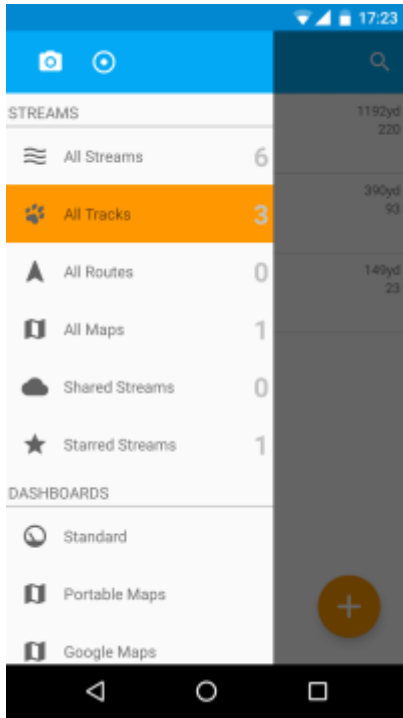 17:23
STREAMS
1192yd
220
All Streams 6
390yd
All Tracks 3
93
All Routes 0
149yd
23
All Maps 1
Shared Streams 0
Starred Streams 1
DASHBOARDS
Standard
Portable Maps
Google Maps